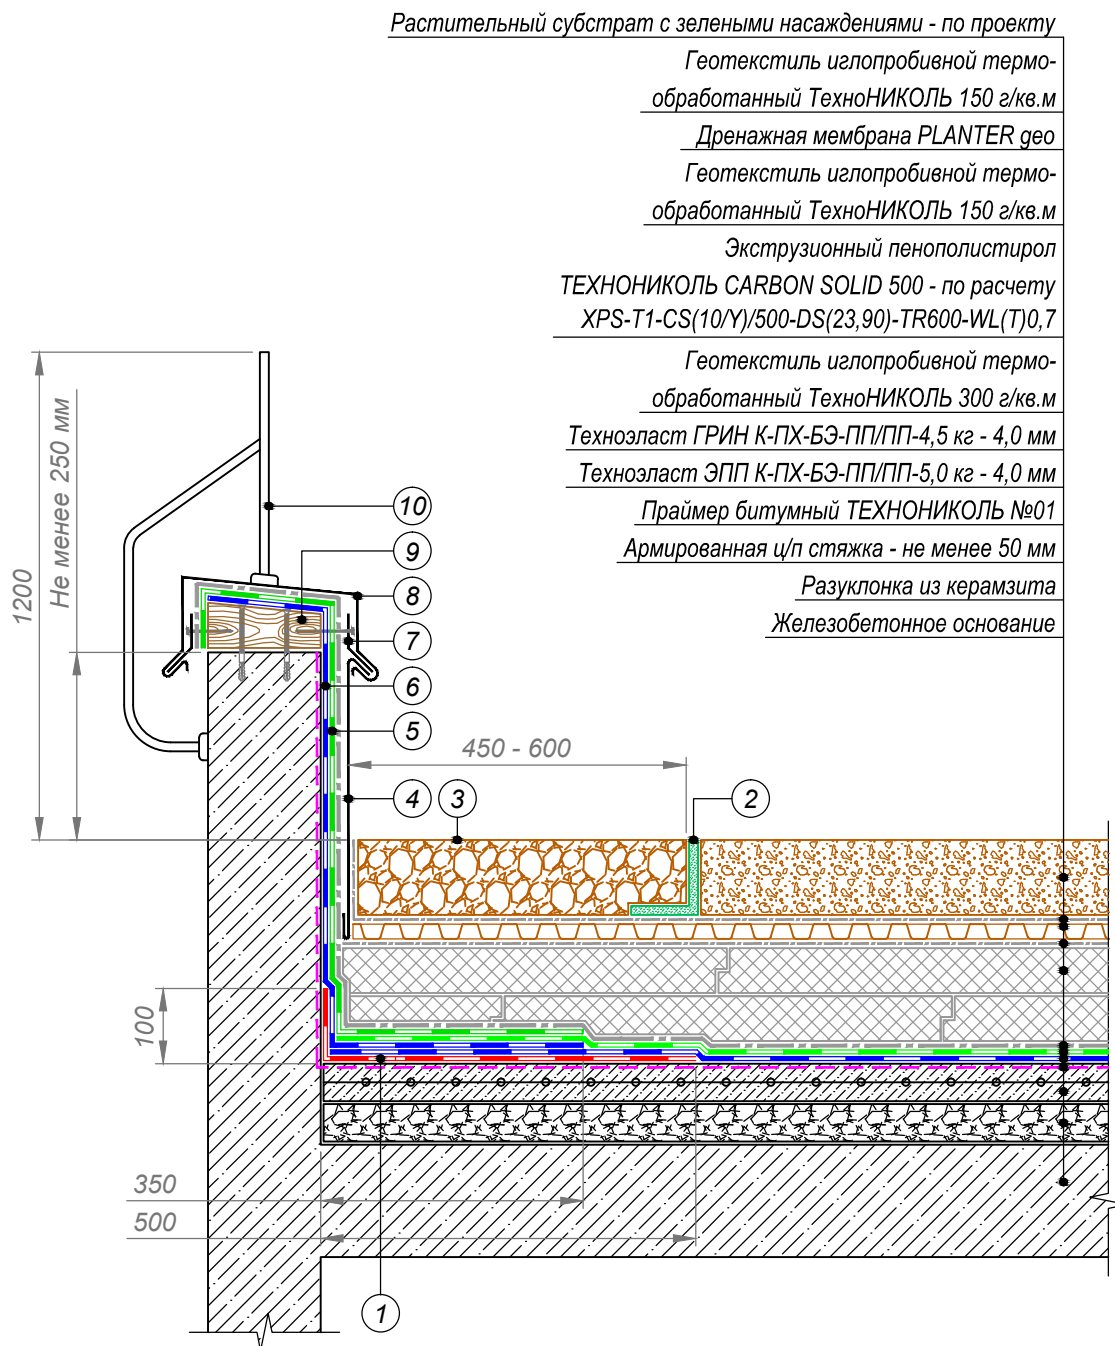 Растительный субстрат с зелеными насаждениями - по проекту
Геотекстиль иглопробивной термо-
обработанный ТехноНИКОЛЬ 150 г/кв.м
Дренажная мембрана PLANTER geo
Геотекстиль иглопробивной термо-
обработанный ТехноНИКОЛЬ 150 г/кв.м
Экструзионный пенополистирол
ТЕХНОНИКОЛЬ CARBON SOLID 500 - по расчету
XPS-T1-CS(10/Y)/500-DS(23,90)-TR600-WL(T)0,7
Геотекстиль иглопробивной термо-
обработанный ТехноНИКОЛЬ 300 г/кв.м
Техноэласт ГРИН К-ПХ-БЭ-ПП/ПП-4,5 кг - 4,0 мм
Техноэласт ЭПП К-ПХ-БЭ-ПП/ПП-5,0 кг - 4,0 мм
Праймер битумный ТЕХНОНИКОЛЬ №01
Армированная ц/п стяжка - не менее 50 мм
Разуклонка из керамзита
Железобетонное основание
1200
Не менее 250 мм
10
9
8
7
6
5
450 - 600
4
3
2
100
350
500
1